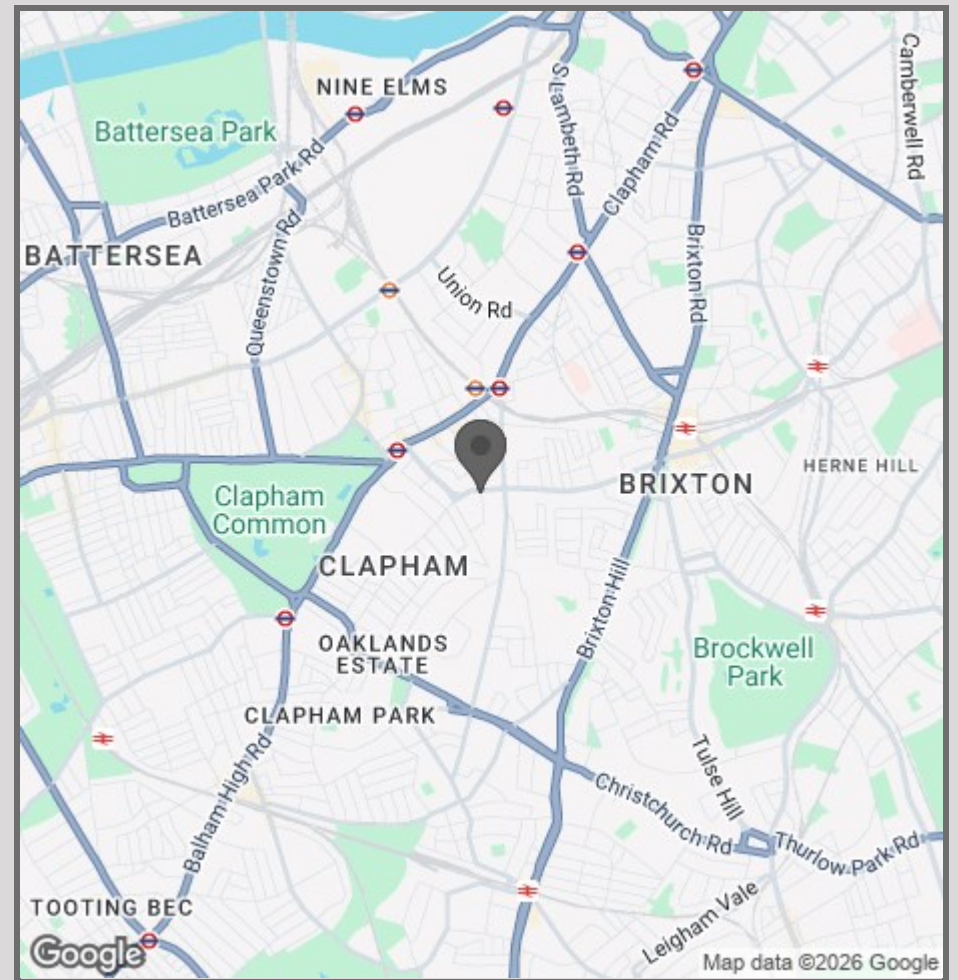 Camberwell Rd
NINE ELMS
Battersea Park
S Lambeth Rd
Clapham Rd
Battersea Park Rd
BATTERSEA
Queenstown Rd
Brixton Rd
Union Rd
HERNE HILL
BRIXTON
Clapham
Common
CLAPHAM
Brixton Hill
OAKLANDS
ESTATE
Brockwell
Park
CLAPHAM PARK
Tulse Hill
Balham High Rd
Christchurch Rd
Thurlow Park Rd
TOOTING BEC
Leigham Vale
Google
Map data ©2026 Google